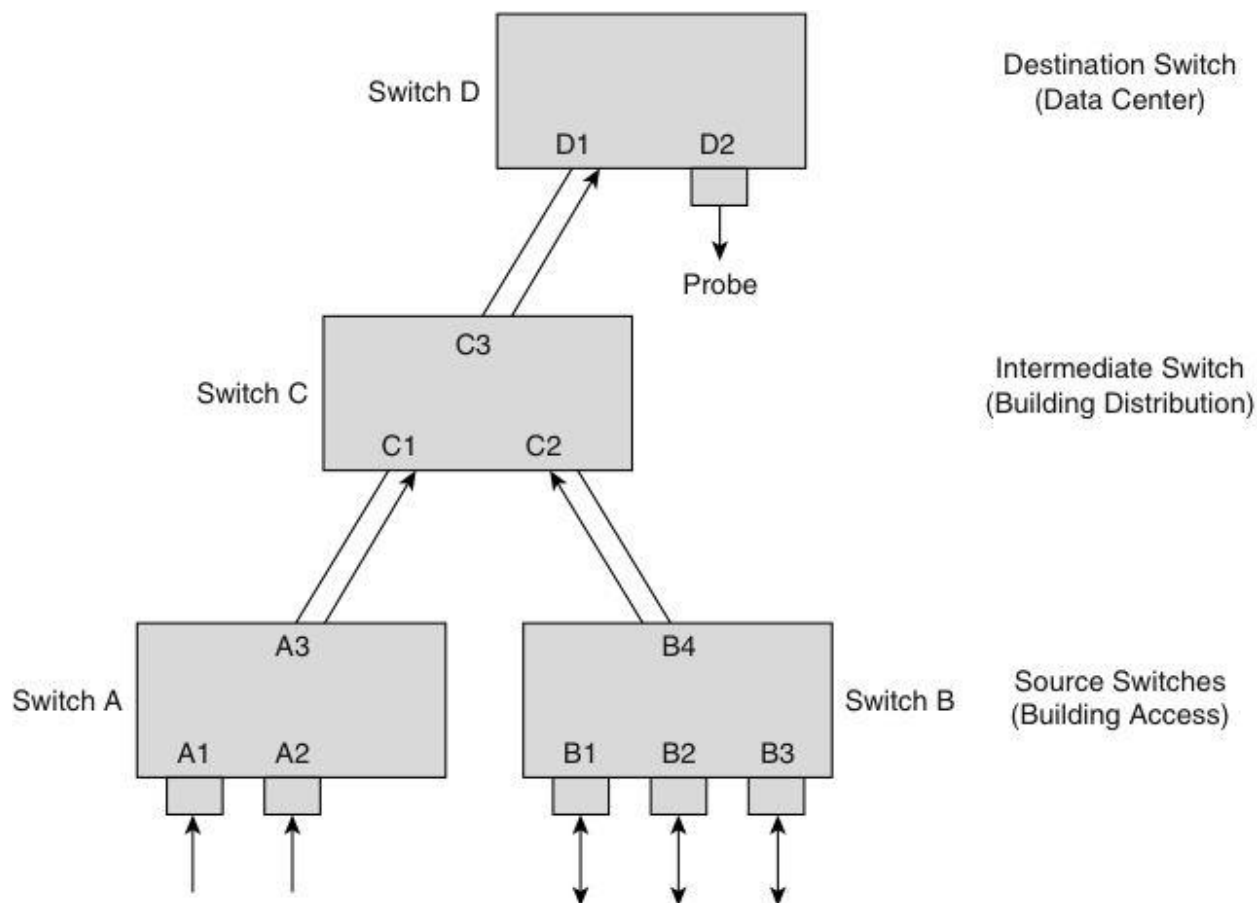 Switch D
D1
D2
Destination Switch
(Data Center)
Probe
Switch C
C3
C1
C2
Intermediate Switch
(Building Distribution)
Switch A
A3
A1
A2
B4
B1
B2
B3
Switch B
Source Switches
(Building Access)